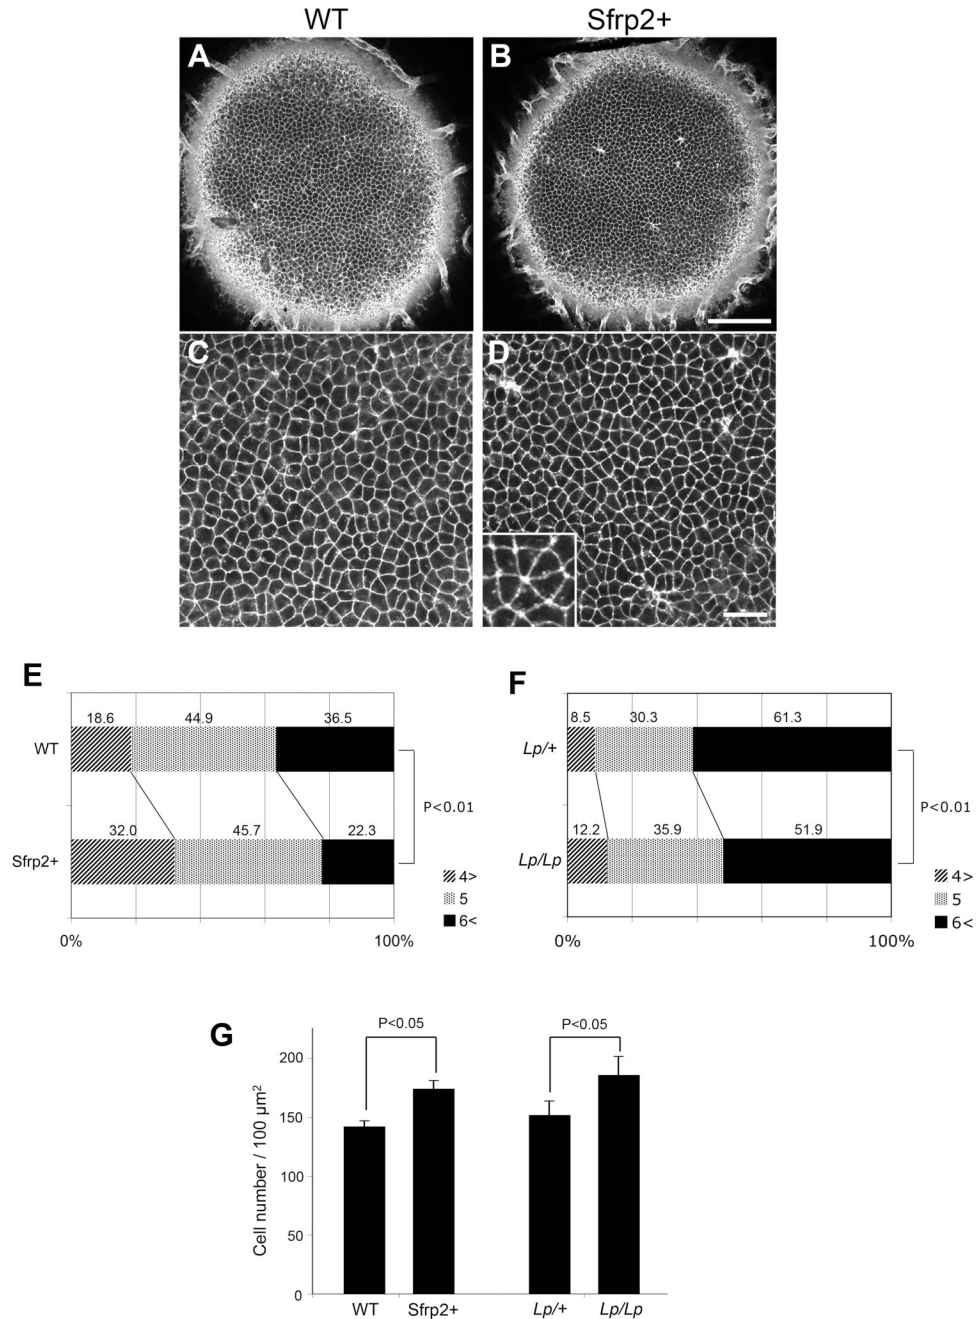 WT Sfrp2+
A B
C D
E
18.6 44.9 36.5
WT
P<0.01
32.0 45.7 22.3
Sfrp2+
4>
5
6<
0% 100%
F
8.5 30.3 61.3
Lp/+
P<0.01
12.2 35.9 51.9
Lp/Lp
4>
5
6<
0% 100%
G
P<0.05 P<0.05
Cell number / 100 µm²
200
150
100
50
0
WT Sfrp2+ Lp/+ Lp/Lp